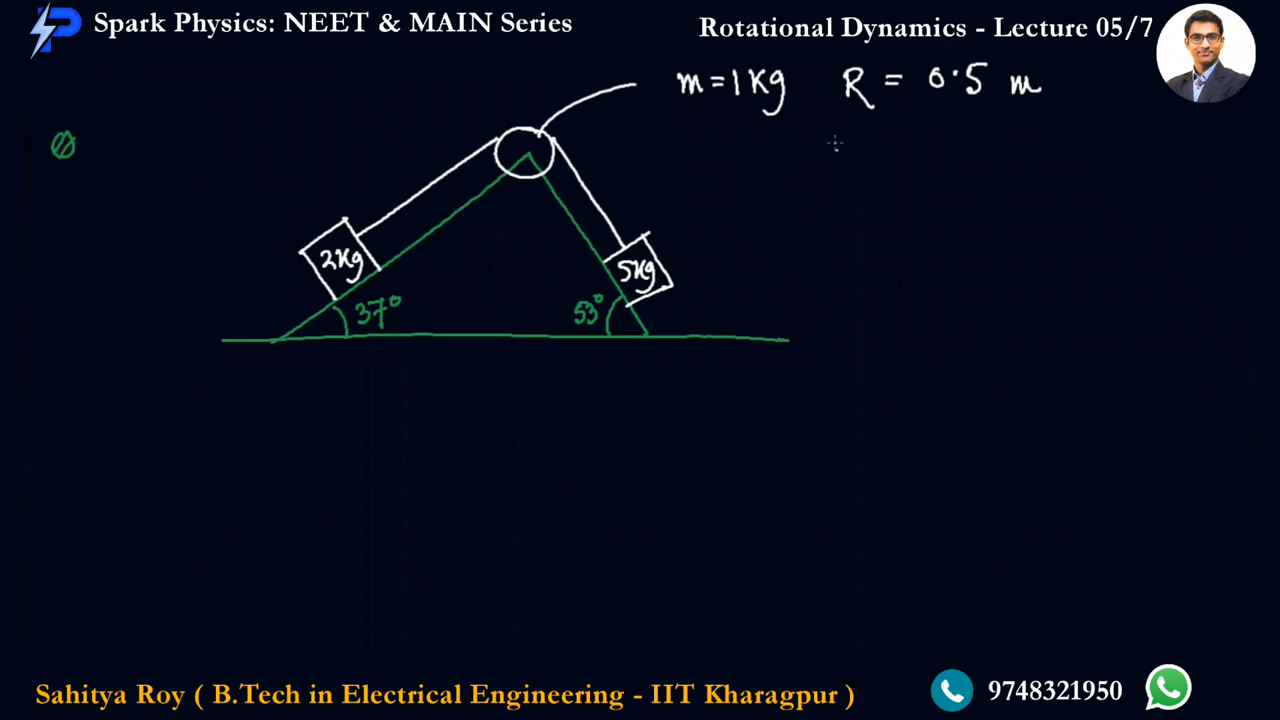 Spark Physics: NEET & MAIN Series
Rotational Dynamics - Lecture 05/7
m = 1 Kg R = 0.5 m
2Kg
5Kg
37°
53°
Sahitya Roy ( B.Tech in Electrical Engineering - IIT Kharagpur )
9748321950